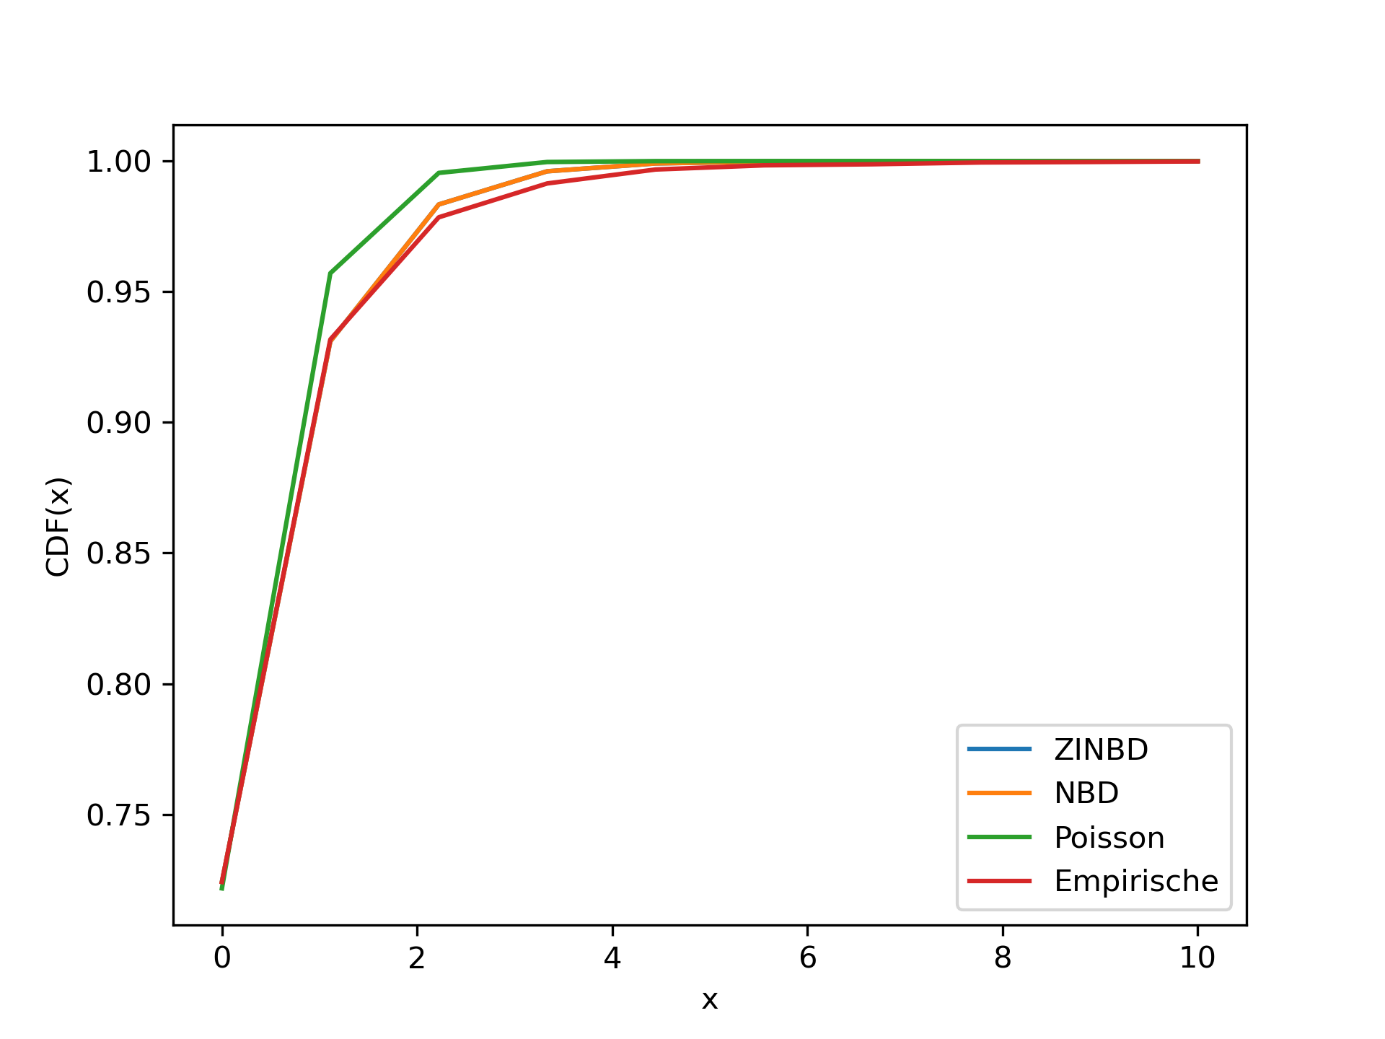 1.00
0.95
0.90
0.85
0.80
0.75
CDF(x)
0 2 4 6 8 10
x
ZINBD
NBD
Poisson
Empirische